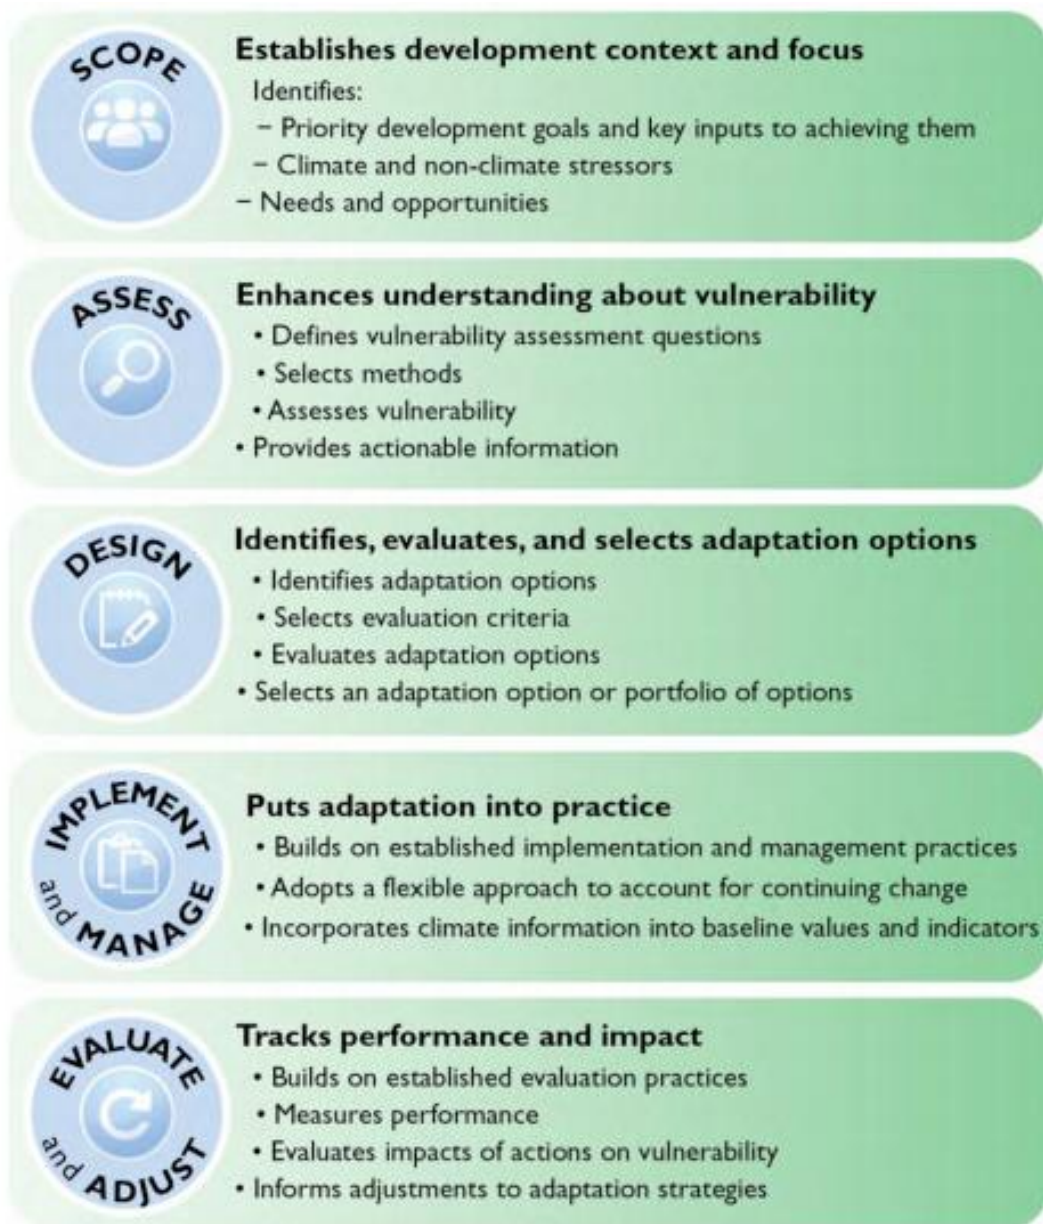 SCOPE
Establishes development context and focus
Identifies:
– Priority development goals and key inputs to achieving them
– Climate and non-climate stressors
– Needs and opportunities
ASSESS
Enhances understanding about vulnerability
• Defines vulnerability assessment questions
• Selects methods
• Assesses vulnerability
• Provides actionable information
DESIGN
Identifies, evaluates, and selects adaptation options
• Identifies adaptation options
• Selects evaluation criteria
• Evaluates adaptation options
• Selects an adaptation option or portfolio of options
IMPLEMENT
and MANAGE
Puts adaptation into practice
• Builds on established implementation and management practices
• Adopts a flexible approach to account for continuing change
• Incorporates climate information into baseline values and indicators
EVALUATE
and ADJUST
Tracks performance and impact
• Builds on established evaluation practices
• Measures performance
• Evaluates impacts of actions on vulnerability
• Informs adjustments to adaptation strategies